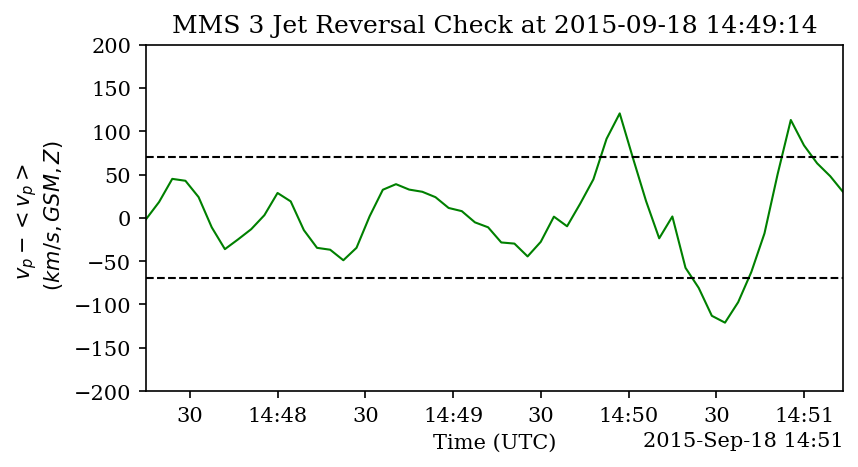 MMS 3 Jet Reversal Check at 2015-09-18 14:49:14
200
150
100
50
0
−50
−100
−150
−200
v_p − < v_p >
(km/s, GSM, Z)
30 14:48 30 14:49 30 14:50 30 14:51
Time (UTC)
2015-Sep-18 14:51